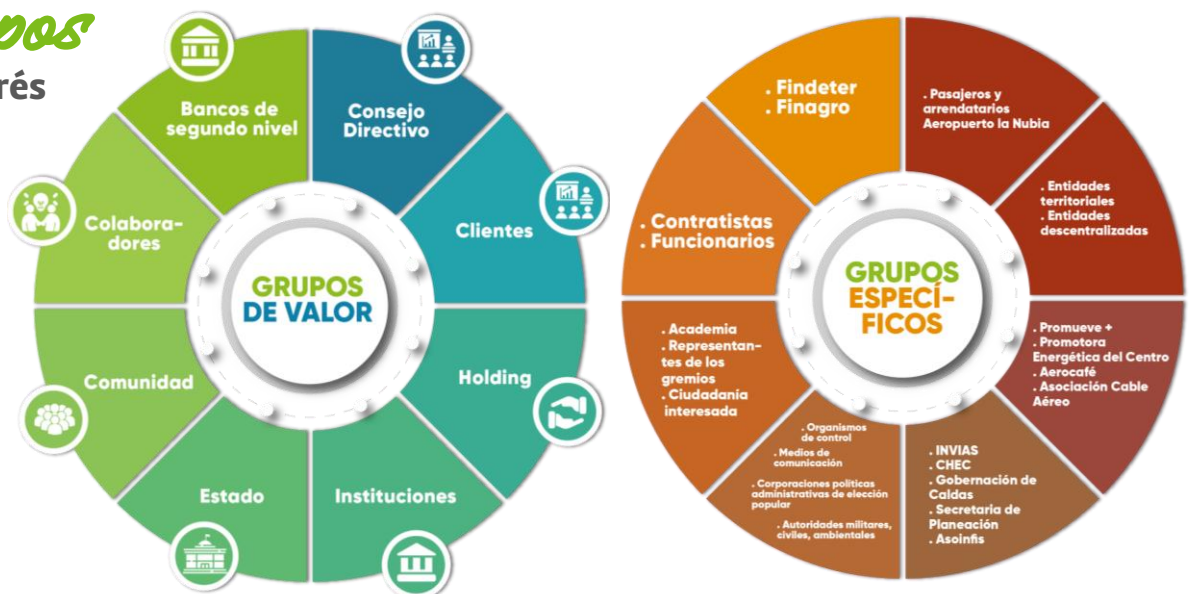 GRUPOS
DE VALOR
Bancos de
segundo nivel
Consejo
Directivo
Clientes
Holding
Instituciones
Estado
Comunidad
Colabora-
dores
GRUPOS
ESPECÍ-
FICOS
. Findeter
. Finagro
. Pasajeros y
arrendatarios
Aeropuerto la Nubia
. Entidades
territoriales
. Entidades
descentralizadas
. Promueve +
. Promotora
Energética del Centro
. Aerocafé
. Asociación Cable
Aéreo
. INVIAS
. CHEC
. Gobernación de
Caldas
. Secretaria de
Planeación
. Asoinfis
. Organismos
de control
. Medios de
comunicación
. Corporaciones políticas
administrativas de elección
popular
. Autoridades militares,
civiles, ambientales
. Academia
. Representan-
tes de los
gremios
. Ciudadanía
interesada
. Contratistas
. Funcionarios